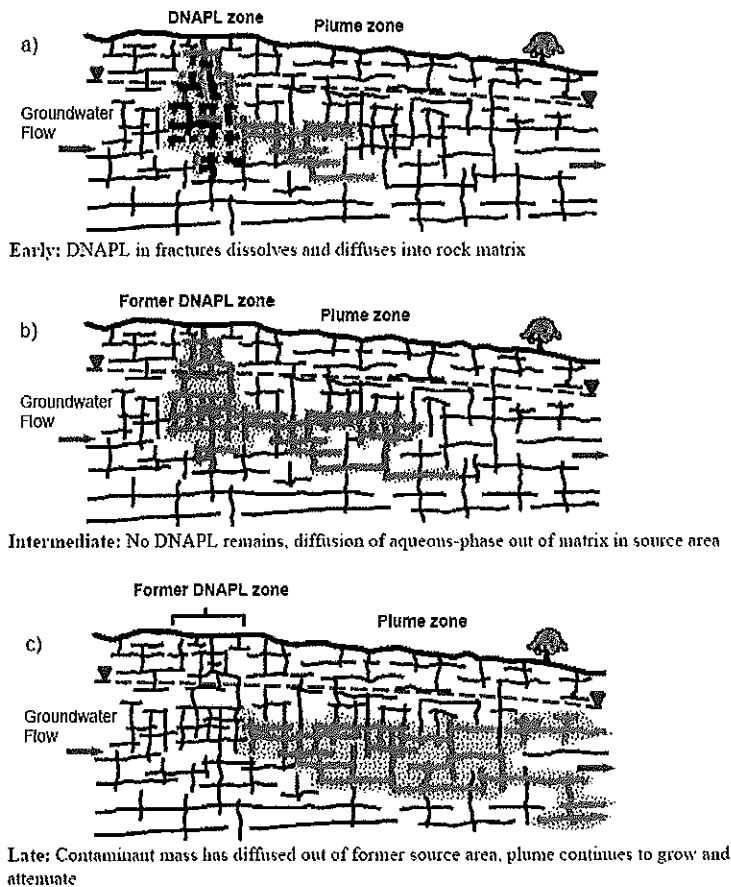 DNAPL zone
Plume zone
a)
Groundwater
Flow
Early: DNAPL in fractures dissolves and diffuses into rock matrix
Former DNAPL zone
Plume zone
b)
Groundwater
Flow
Intermediate: No DNAPL remains, diffusion of aqueous-phase out of matrix in source area
Former DNAPL zone
Plume zone
c)
Groundwater
Flow
Late: Contaminant mass has diffused out of former source area, plume continues to grow and
attenuate